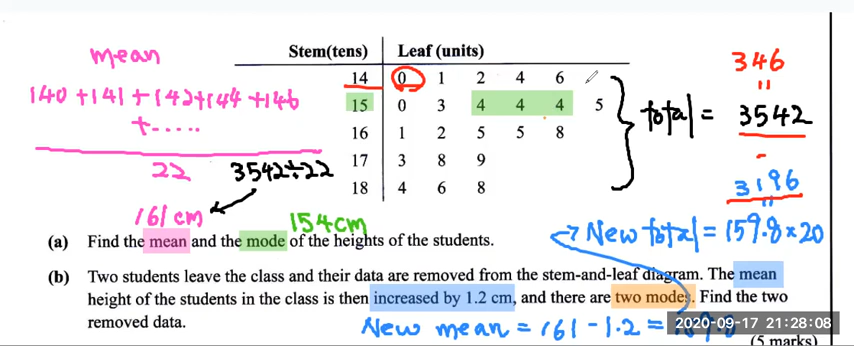 mean
Stem(tens) Leaf (units)
346
14 0 1 2 4 6
140 +141 + 142+144 +146
+.....
15 0 3 4 4 4 5
total = 3542
16 1 2 5 5 8
22
3542÷22
17 3 8 9
-
3196
18 4 6 8
161 cm
154cm
New total = 159.8 × 20
(a) Find the mean and the mode of the heights of the students.
(b) Two students leave the class and their data are removed from the stem-and-leaf diagram. The mean
height of the students in the class is then increased by 1.2 cm, and there are two modes. Find the two
removed data.
New mean = 161 - 1.2 =
2020-09-17 21:28:08
(5 marks)